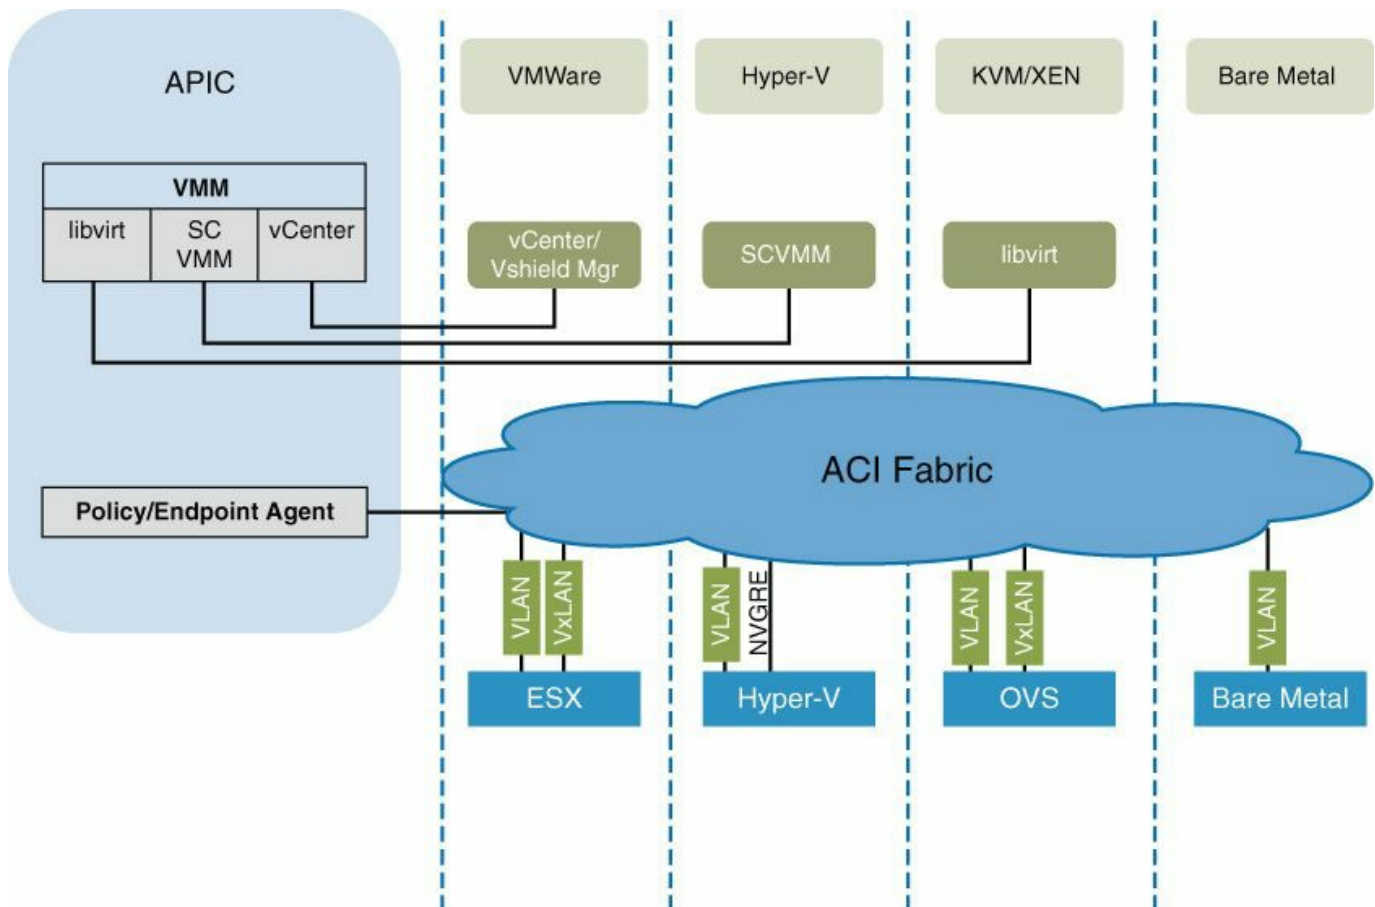 APIC
VMWare
Hyper-V
KVM/XEN
Bare Metal
VMM
libvirt
SC
VMM
vCenter
vCenter/
Vshield Mgr
SCVMM
libvirt
ACI Fabric
Policy/Endpoint Agent
VLAN
VxLAN
VLAN
NVGRE
VLAN
VxLAN
VLAN
ESX
Hyper-V
OVS
Bare Metal